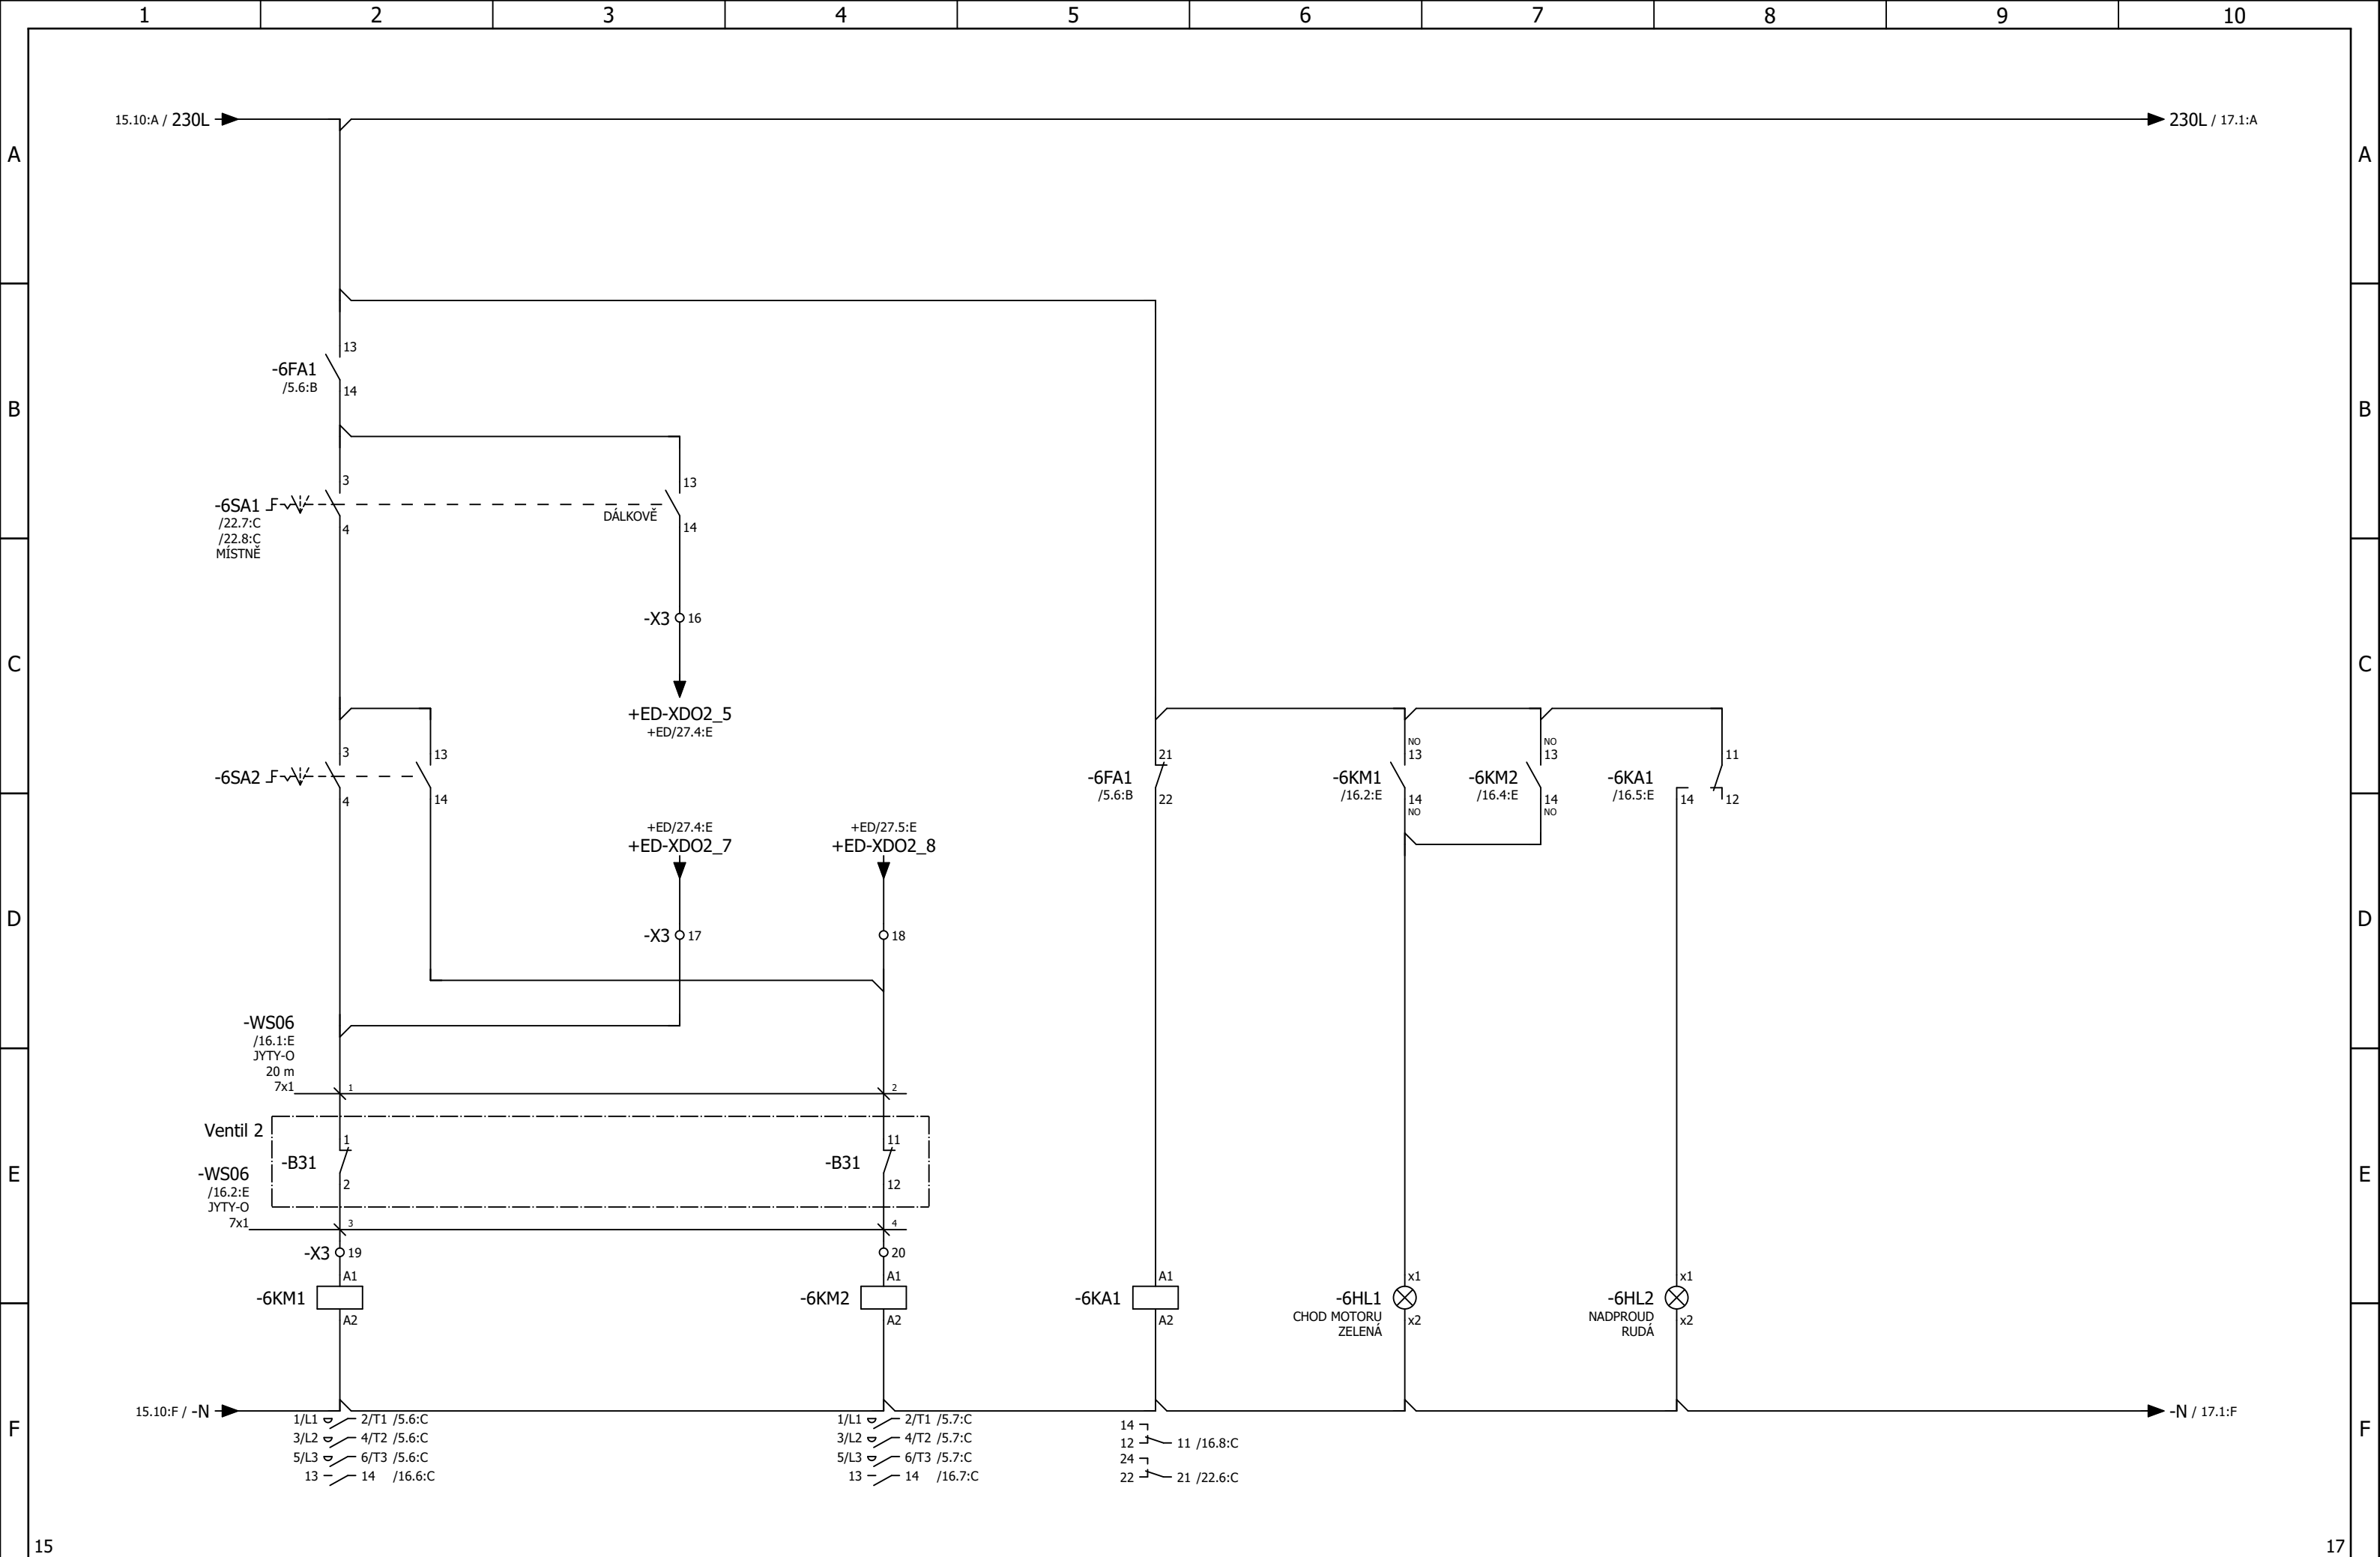 1 2 3 4 5 6 7 8 9 10
A A
15.10:A / 230L
230L / 17.1:A
B B
13
-6FA1
/5.6:B
14
3
-6SA1
/22.7:C
/22.8:C
MÍSTNĚ
4
13
DÁLKOVĚ
14
C C
-X3 16
+ED-XDO2_5
+ED/27.4:E
3
-6SA2
4
13
14
21
-6FA1
/5.6:B
22
NO
13
-6KM1
/16.2:E
14
NO
NO
13
-6KM2
/16.4:E
14
NO
11
-6KA1
/16.5:E
14 12
D D
+ED/27.4:E
+ED-XDO2_7
+ED/27.5:E
+ED-XDO2_8
-X3 17
18
-WS06
/16.1:E
JYTY-O
20 m
7x1
1 2
E E
Ventil 2
1
-B31
2
11
-B31
12
-WS06
/16.2:E
JYTY-O
7x1
3 4
-X3 19
20
A1
-6KM1
A2
A1
-6KM2
A2
A1
-6KA1
A2
x1
-6HL1
CHOD MOTORU
ZELENÁ
x2
x1
-6HL2
NADPROUD
RUDÁ
x2
F F
15.10:F / -N
-N / 17.1:F
1/L1 2/T1 /5.6:C
3/L2 4/T2 /5.6:C
5/L3 6/T3 /5.6:C
13 14 /16.6:C
1/L1 2/T1 /5.7:C
3/L2 4/T2 /5.7:C
5/L3 6/T3 /5.7:C
13 14 /16.7:C
14
12 11 /16.8:C
24
22 21 /22.6:C
15 17